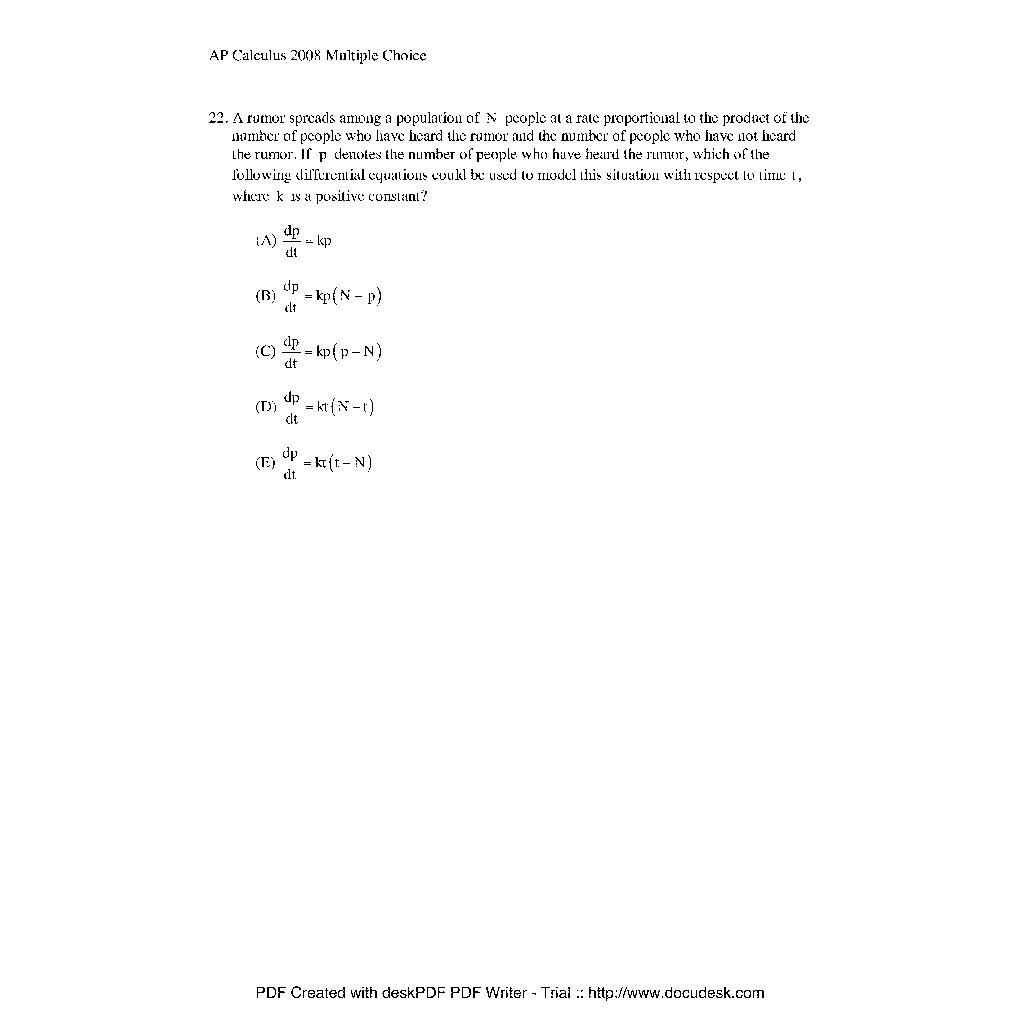 AP Calculus 2008 Multiple Choice
22. A rumor spreads among a population of N people at a rate proportional to the product of the
number of people who have heard the rumor and the number of people who have not heard
the rumor. If p denotes the number of people who have heard the rumor, which of the
following differential equations could be used to model this situation with respect to time t,
where k is a positive constant?
(A) dp/dt = kp
(B) dp/dt = kp(N – p)
(C) dp/dt = kp(p – N)
(D) dp/dt = kt(N – t)
(E) dp/dt = kt(t – N)
PDF Created with deskPDF PDF Writer - Trial :: http://www.docudesk.com